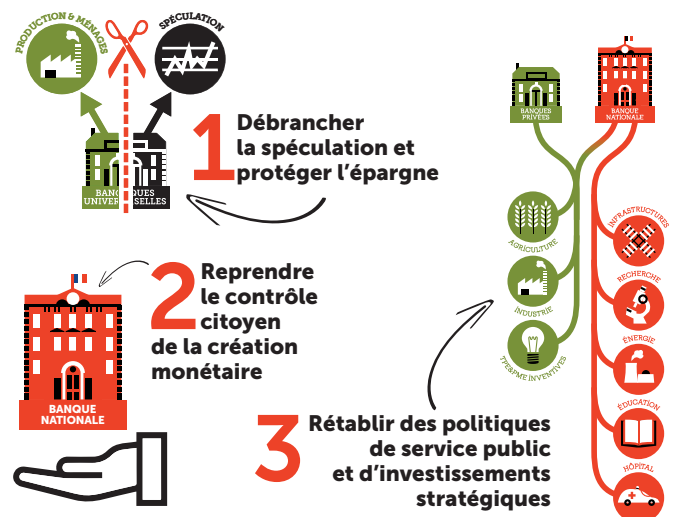 PRODUCTION & MÉNAGES
SPÉCULATION
BANQUES
UNIVERSELLES
1
Débrancher
la spéculation et
protéger l’épargne
2
Reprendre
le contrôle
citoyen
de la création
monétaire
BANQUE
NATIONALE
3
Rétablir des politiques
de service public
et d’investissements
stratégiques
BANQUES
PRIVÉES
BANQUE
NATIONALE
AGRICULTURE
INDUSTRIE
TPE&PME INVENTIVES
INFRASTRUCTURES
RECHERCHE
ÉNERGIE
ÉDUCATION
HÔPITAL